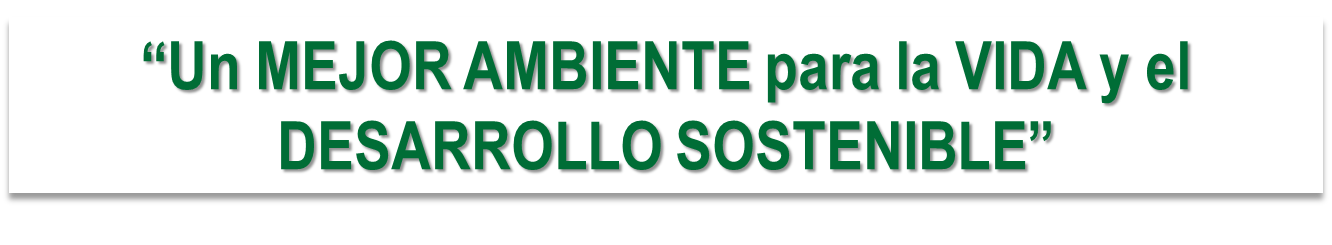 “Un MEJOR AMBIENTE para la VIDA y el
DESARROLLO SOSTENIBLE”